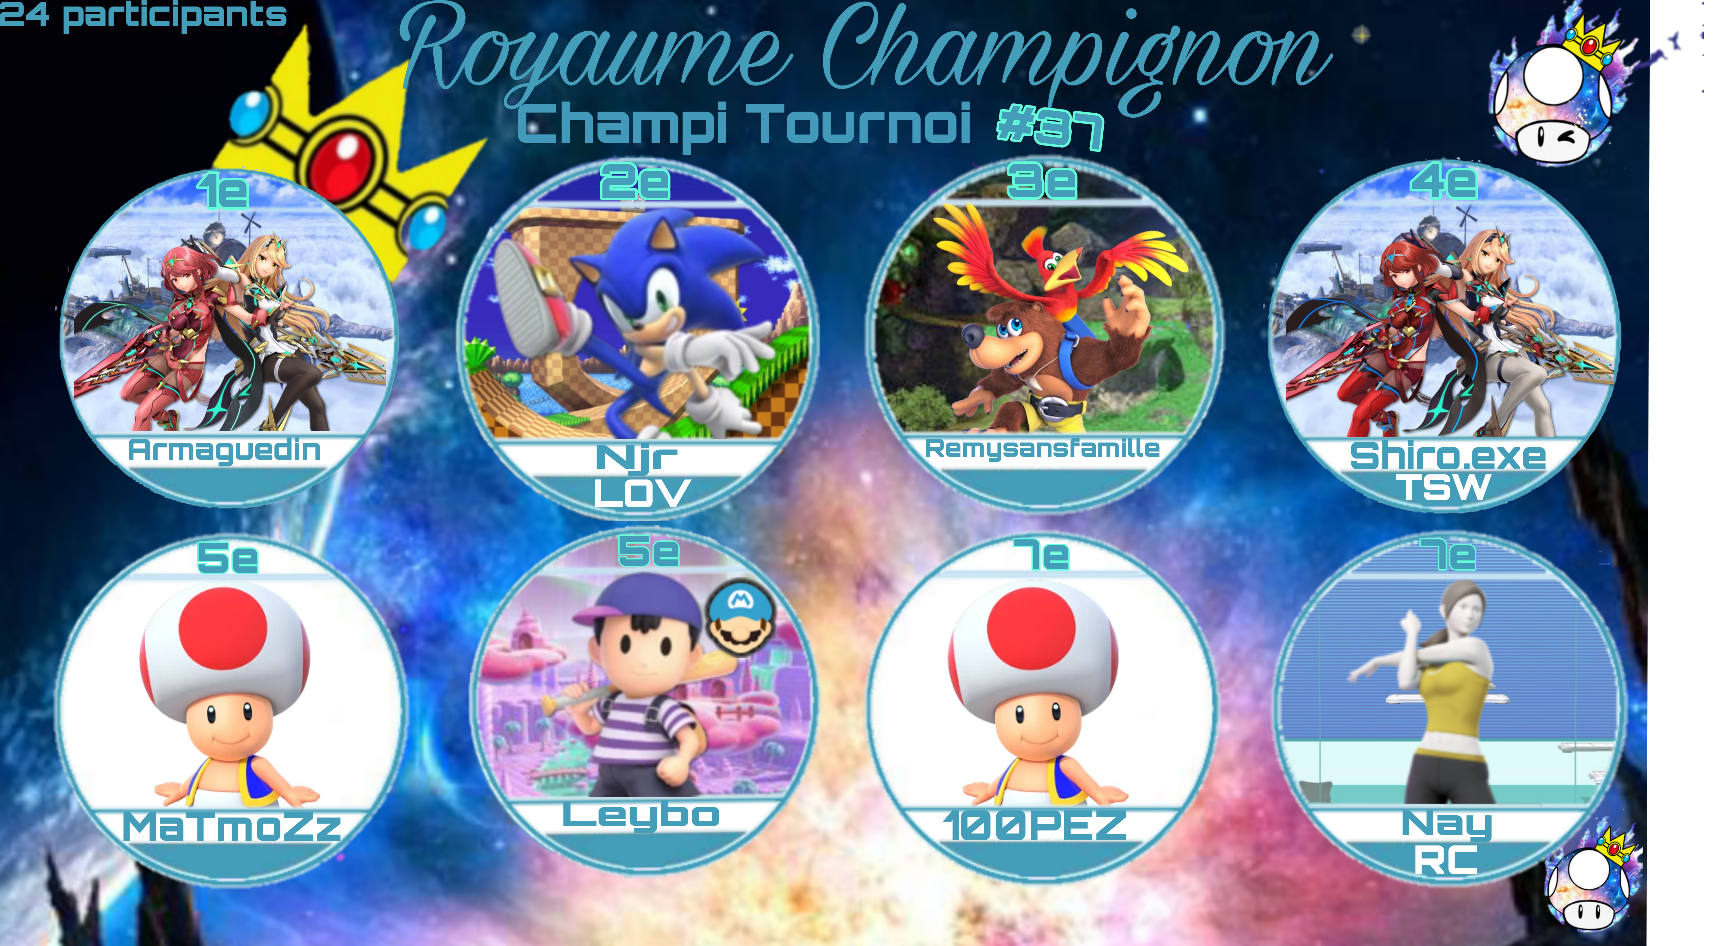 24 participants
Royaume Champignon
Champi Tournoi #37
1e
2e
3e
4e
Armaguedin
Njr
LOV
Remysansfamille
Shiro.exe
TSW
5e
5e
7e
7e
MaTmoZz
Leybo
100PEZ
Nay
RC